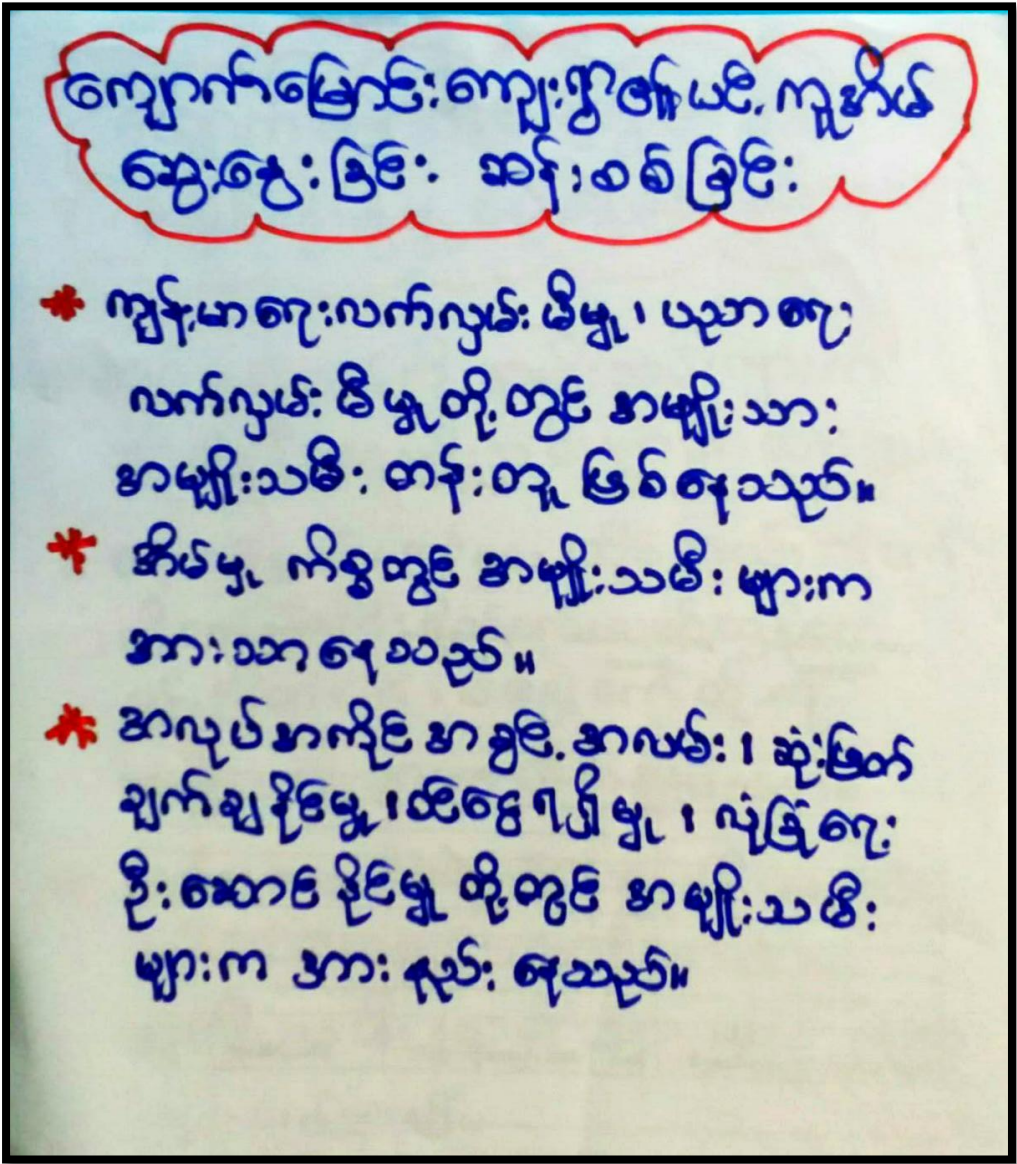 ကျောက်မြောင်းကျေးရွာ၏ ယင်းကူအိမ်
ဆွေးနွေးခြင်း ဆန်းစစ်ခြင်း
* ကျန်းမာရေးလက်လှမ်းမီမှု၊ ပညာရေး
လက်လှမ်းမီမှုတို့တွင် အမျိုးသား
အမျိုးသမီး တန်းတူ ဖြစ်နေသည်။
* အိမ်မှု ကိစ္စတွင် အမျိုးသမီး များက
အားသာနေသည်။
* အလုပ်အကိုင်အခွင့်အလမ်း၊ ဆုံးဖြတ်
ချက်ချနိုင်မှု၊ ဝင်ငွေရရှိမှု၊ လုံခြုံရေး
ဦးဆောင်နိုင်မှု တို့တွင် အမျိုးသမီး
များက အားနည်းနေသည်။